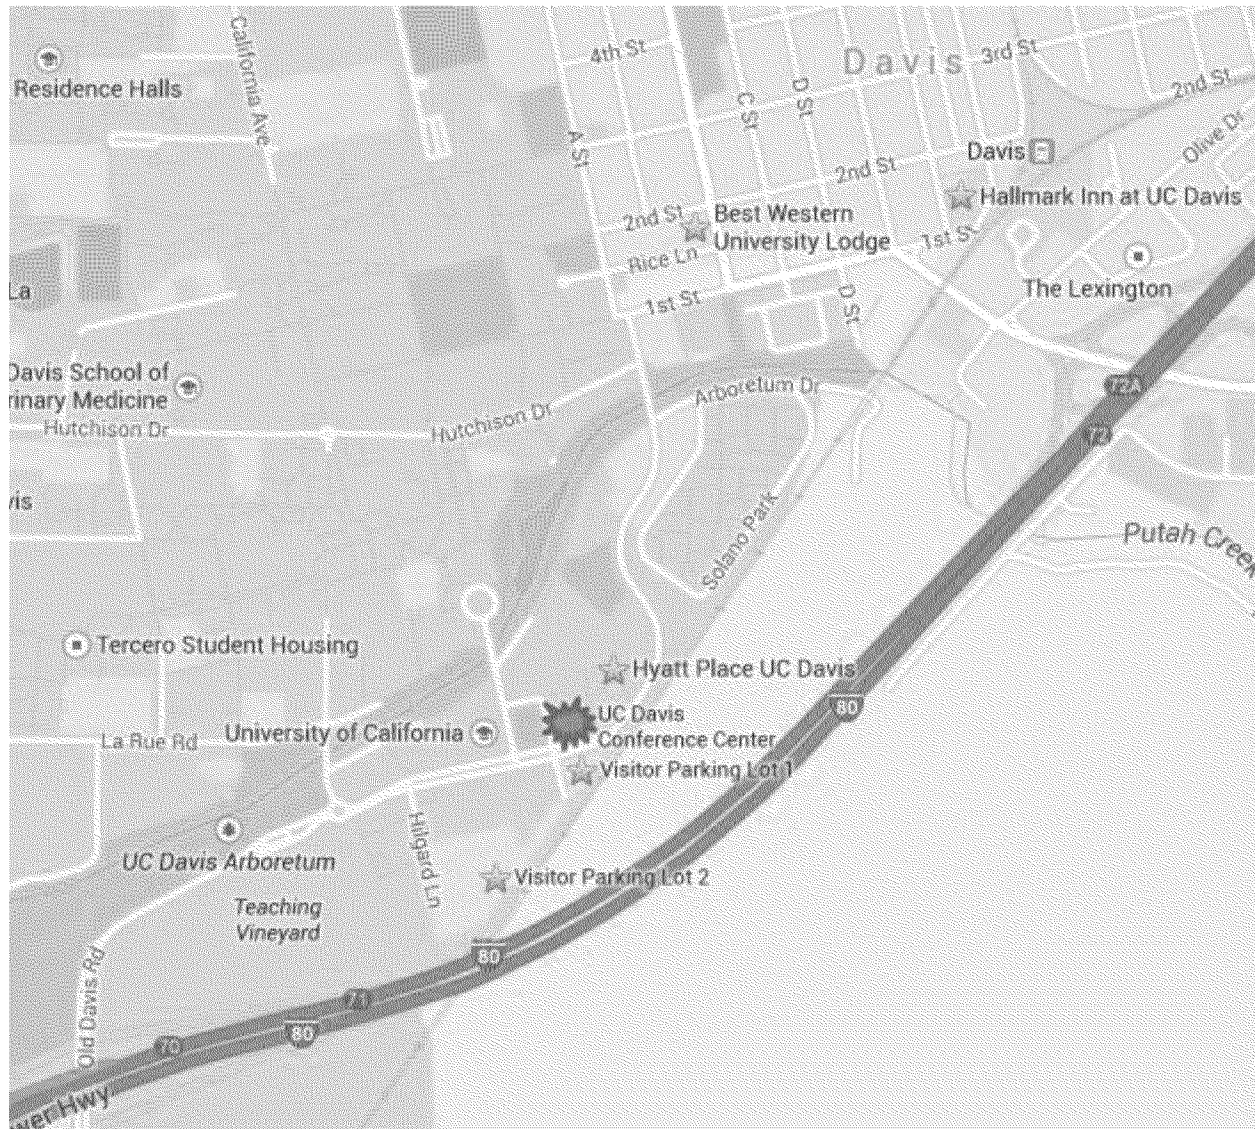 California Ave
4th St
Davis
3rd St
2nd St
Residence Halls
C St
D St
Olive Dr
A St
Davis
2nd St
Hallmark Inn at UC Davis
2nd St
Best Western
University Lodge
1st St
Rice Ln
The Lexington
La
1st St
D St
Davis School of
rinary Medicine
Arboretum Dr
72A
Hutchison Dr
Hutchison Dr
72
vis
Solano Park
Putah Creek
Tercero Student Housing
Hyatt Place UC Davis
80
UC Davis
Conference Center
University of California
La Rue Rd
Visitor Parking Lot 1
Hilgard Ln
UC Davis Arboretum
Visitor Parking Lot 2
Teaching
Vineyard
80
Old Davis Rd
71
80
70
wer Hwy